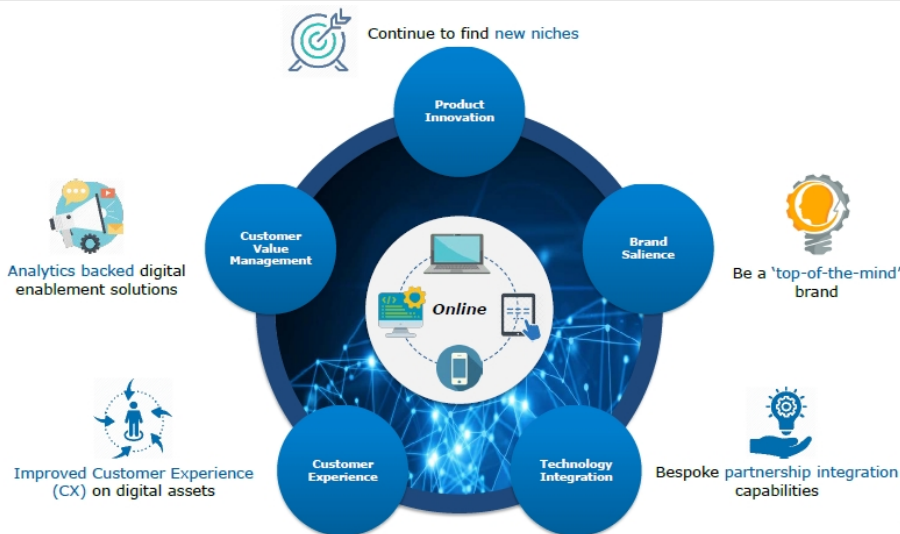 Continue to find new niches
Product
Innovation
Customer
Value
Management
Brand
Salience
Analytics backed digital
enablement solutions
Online
Be a ‘top-of-the-mind’
brand
Improved Customer Experience
(CX) on digital assets
Customer
Experience
Technology
Integration
Bespoke partnership integration
capabilities